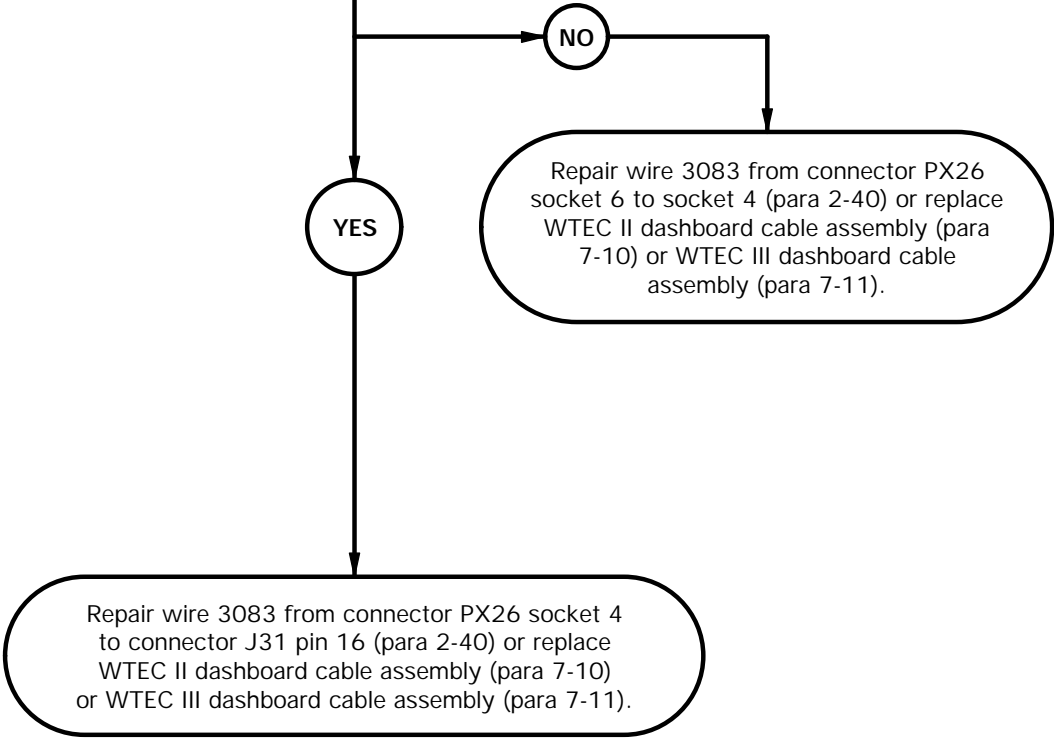 NO
Repair wire 3083 from connector PX26
socket 6 to socket 4 (para 2-40) or replace
WTEC II dashboard cable assembly (para
7-10) or WTEC III dashboard cable
assembly (para 7-11).
YES
Repair wire 3083 from connector PX26 socket 4
to connector J31 pin 16 (para 2-40) or replace
WTEC II dashboard cable assembly (para 7-10)
or WTEC III dashboard cable assembly (para 7-11).